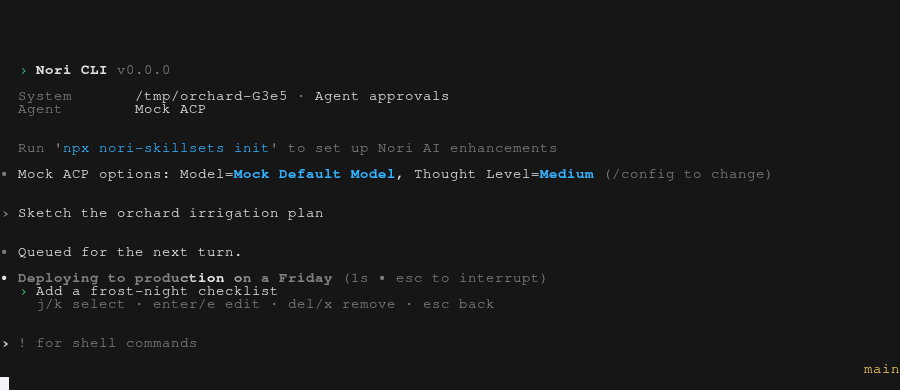 › Nori CLI v0.0.0
System /tmp/orchard-G3e5 · Agent approvals
Agent Mock ACP
Run 'npx nori-skillsets init' to set up Nori AI enhancements
• Mock ACP options: Model=Mock Default Model, Thought Level=Medium (/config to change)
› Sketch the orchard irrigation plan
• Queued for the next turn.
• Deploying to production on a Friday (1s • esc to interrupt)
› Add a frost-night checklist
j/k select · enter/e edit · del/x remove · esc back
› ! for shell commands
main